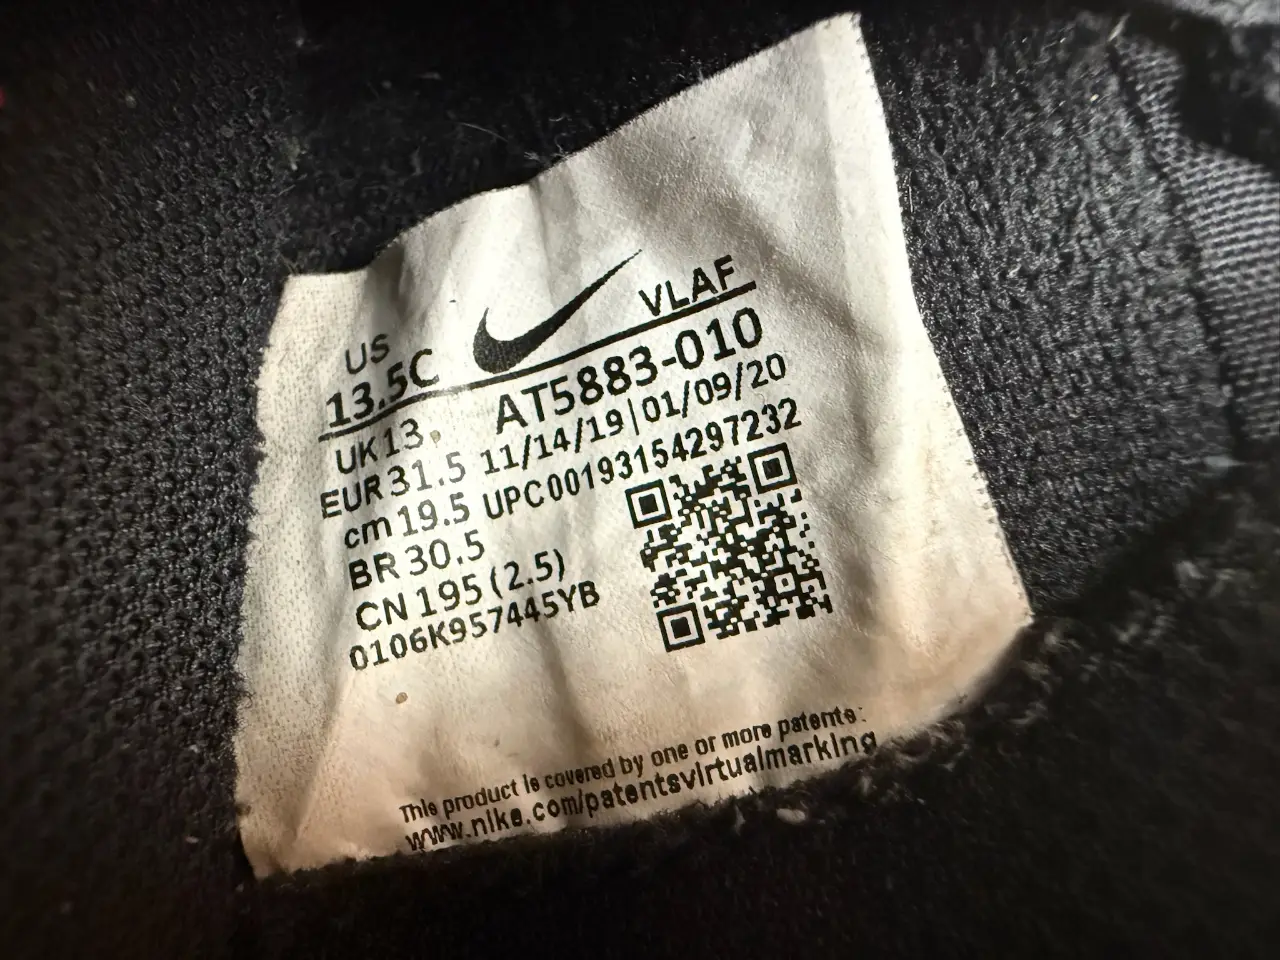 US VLAF
13.5C AT5883-010
UK 13 11/14/19|01/09/20
EUR 31.5 UPC00193154297232
cm 19.5
BR 30.5
CN 195 (2.5)
0106K957445YB
This product is covered by one or more patents:
www.nike.com/patentsvirtualmarking